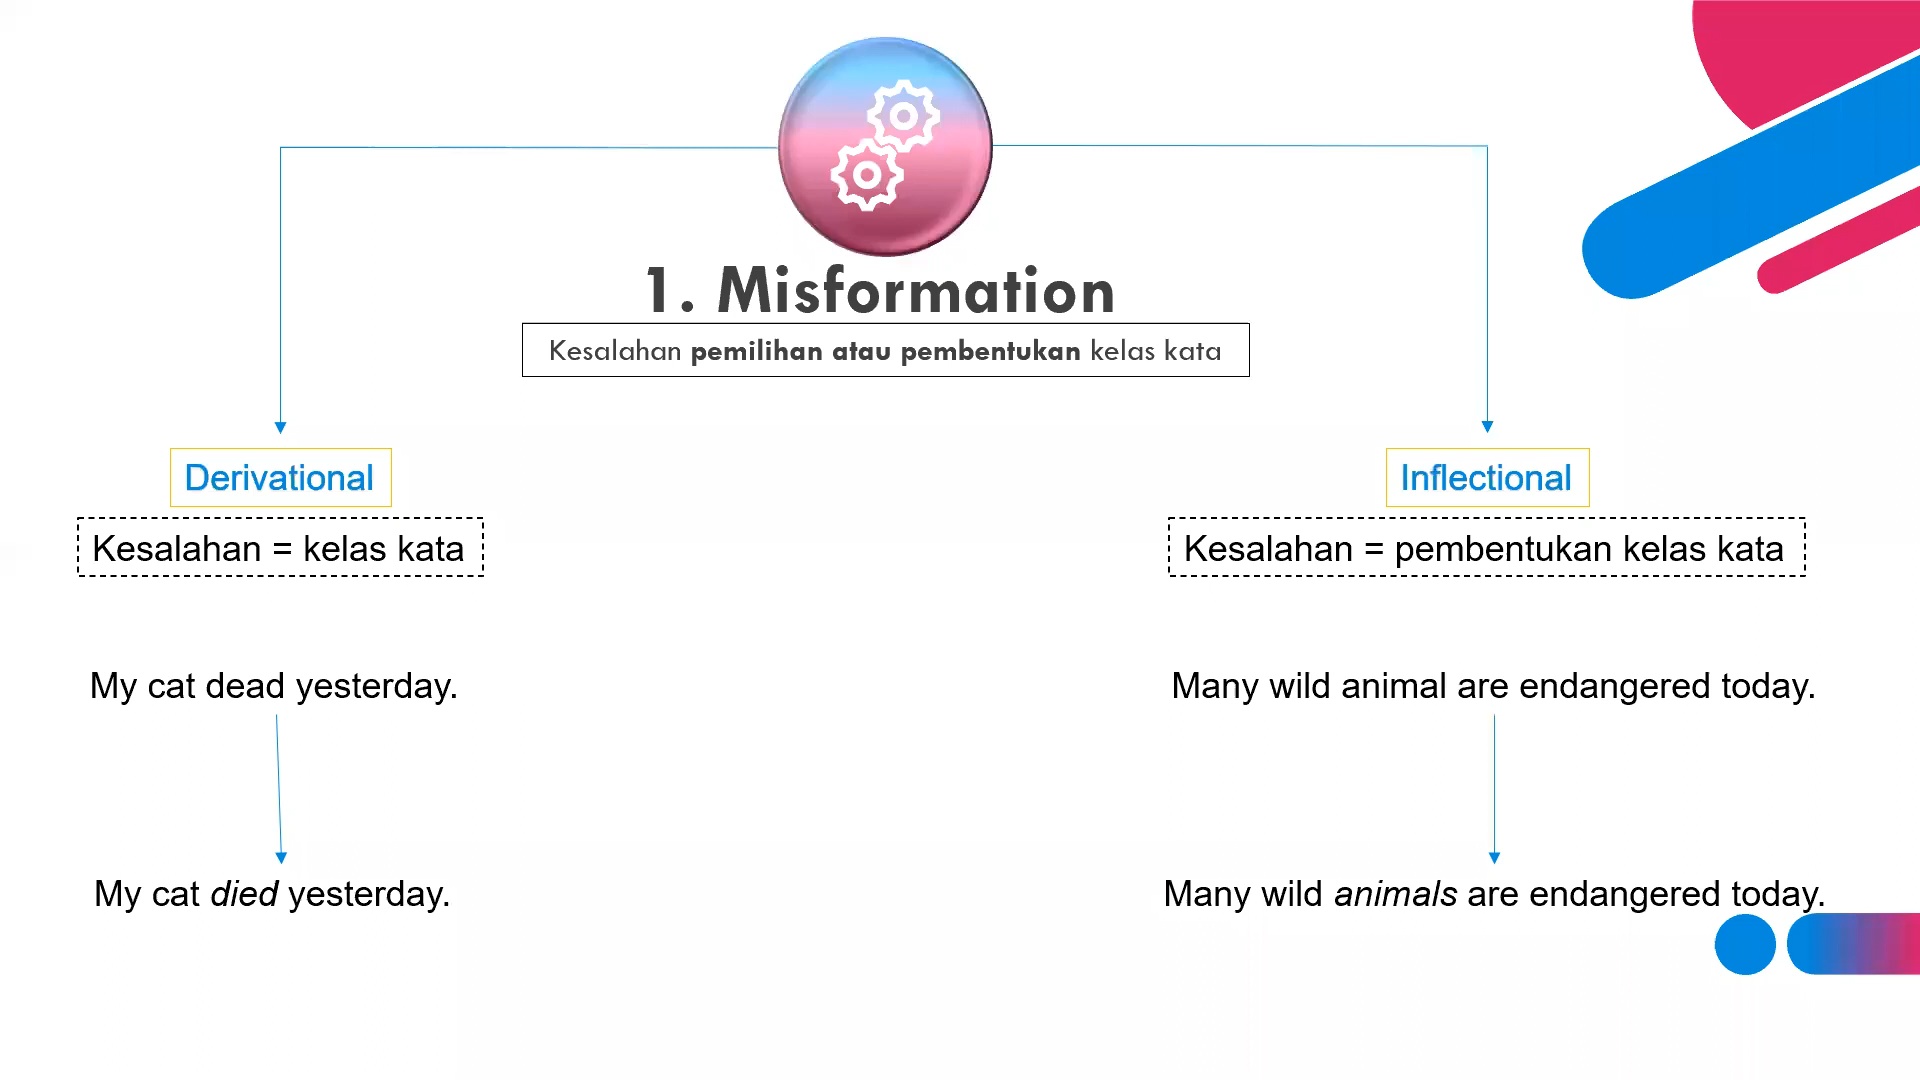 1. Misformation
Kesalahan pemilihan atau pembentukan kelas kata
Derivational
Kesalahan = kelas kata
My cat dead yesterday.
My cat died yesterday.
Inflectional
Kesalahan = pembentukan kelas kata
Many wild animal are endangered today.
Many wild animals are endangered today.